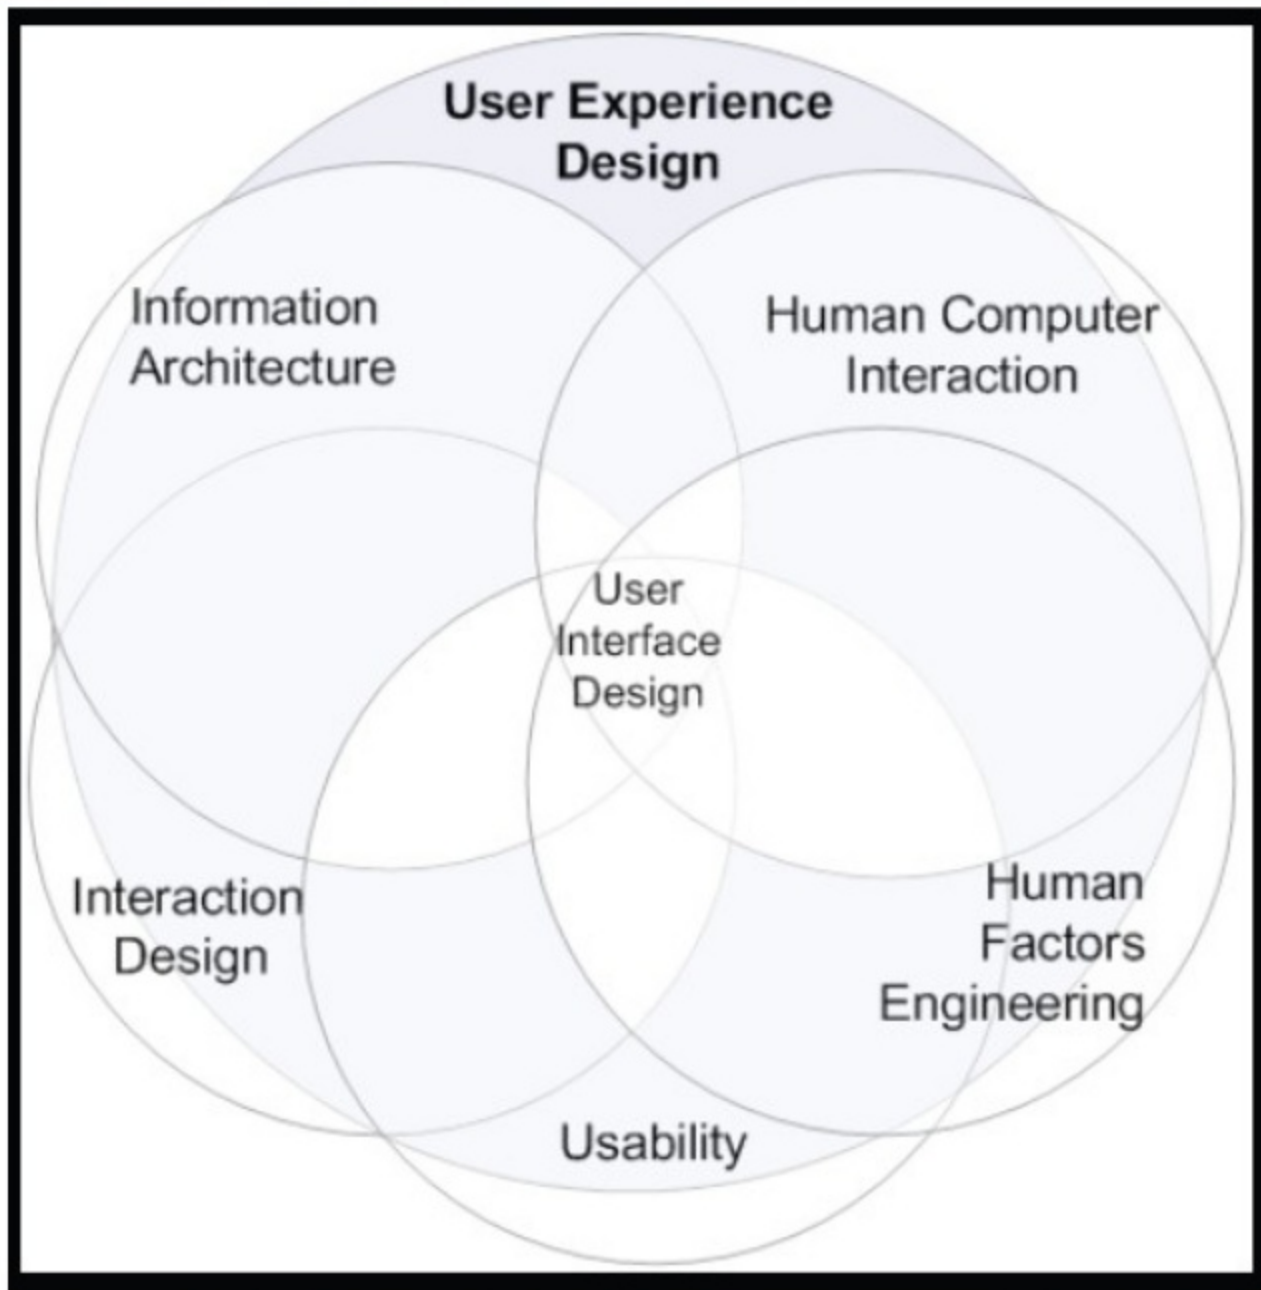 User Experience
Design
Information
Architecture
Human Computer
Interaction
User
Interface
Design
Interaction
Design
Human
Factors
Engineering
Usability